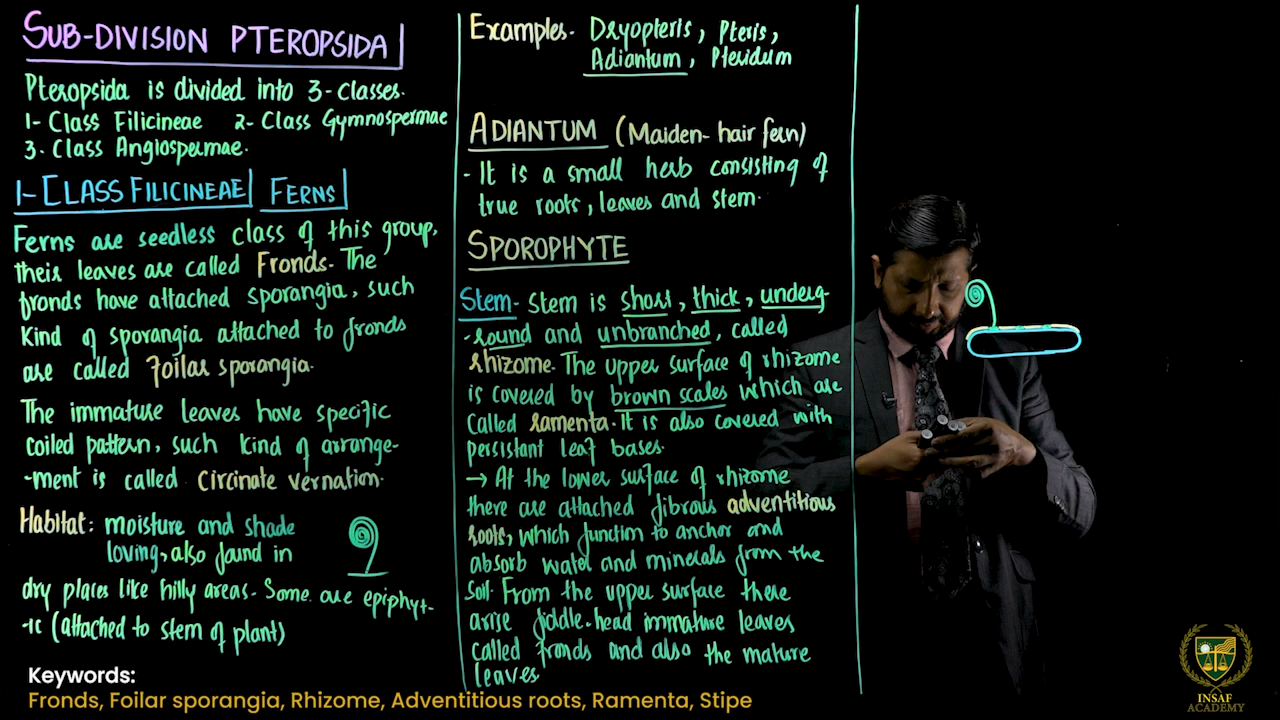 SUB-DIVISION PTEROPSIDA
Pteropsida is divided into 3-classes.
1- Class Filicineae 2- Class Gymnospermae
3. Class Angiospermae.
1-CLASS FILICINEAE FERNS
Ferns are seedless class of this group,
their leaves are called Fronds. The
fronds have attached sporangia, such
Kind of sporangia attached to fronds
are called Foilar sporangia.
The immature leaves have specific
coiled pattern, such kind of arrange-
-ment is called Circinate vernation.
Habitat: moisture and shade
loving, also found in
dry places like hilly areas. Some are epiphyt-
-ic (attached to stem of plant)
Examples- Dryopteris, Pteris,
Adiantum, Pteridum
ADIANTUM (Maiden-hair fern)
- It is a small herb consisting of
true roots, leaves and stem.
SPOROPHYTE
Stem- Stem is short, thick, underg-
-round and unbranched, called
rhizome. The upper surface of rhizome
is covered by brown scales which are
called ramenta. It is also covered with
persistant leaf bases.
→ At the lower surface of rhizome
there are attached fibrous adventitious
roots, which function to anchor and
absorb water and minerals from the
soil. From the upper surface there
arise fiddle-head immature leaves
called fronds and also the mature
leaves
Keywords:
Fronds, Foilar sporangia, Rhizome, Adventitious roots, Ramenta, Stipe
INSAF
ACADEMY